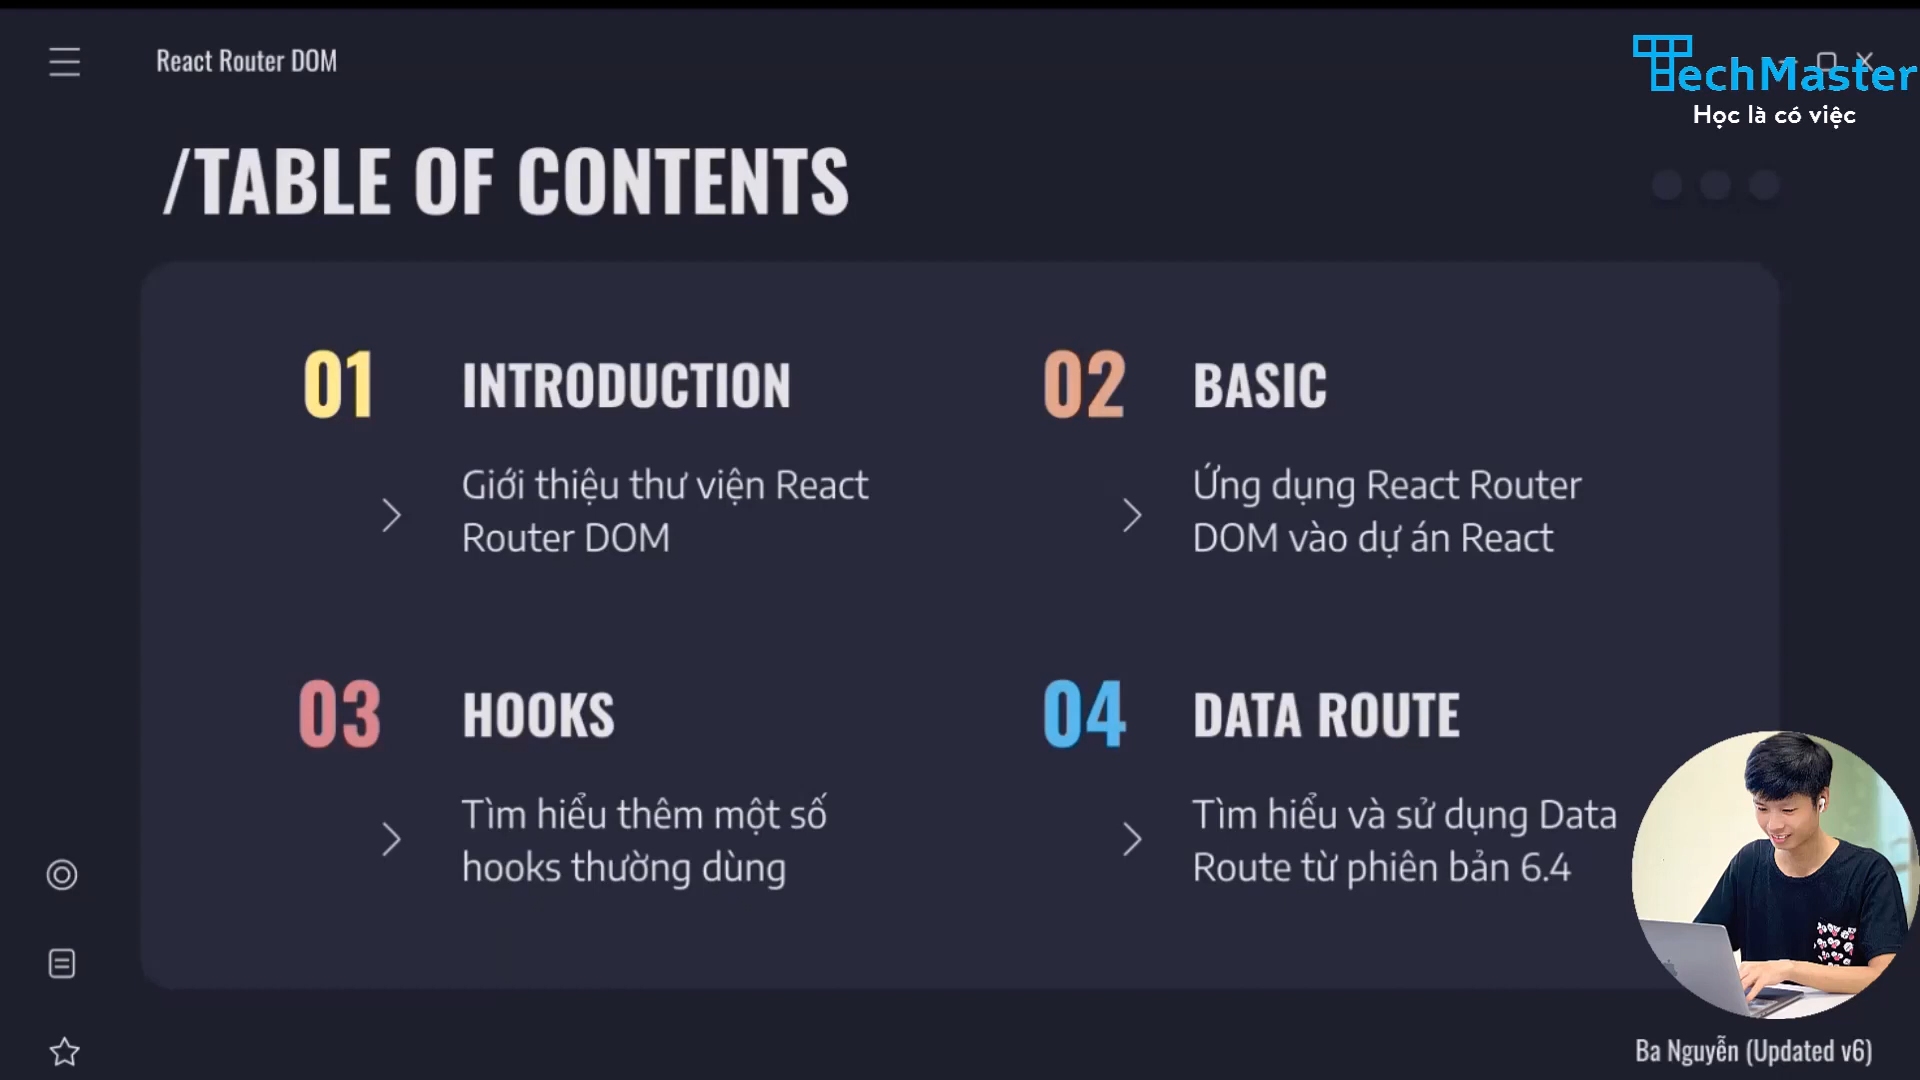 React Router DOM
TechMaster
Học là có việc
/TABLE OF CONTENTS
01
INTRODUCTION
Giới thiệu thư viện React
Router DOM
02
BASIC
Ứng dụng React Router
DOM vào dự án React
03
HOOKS
Tìm hiểu thêm một số
hooks thường dùng
04
DATA ROUTE
Tìm hiểu và sử dụng Data
Route từ phiên bản 6.4
Ba Nguyễn (Updated v6)